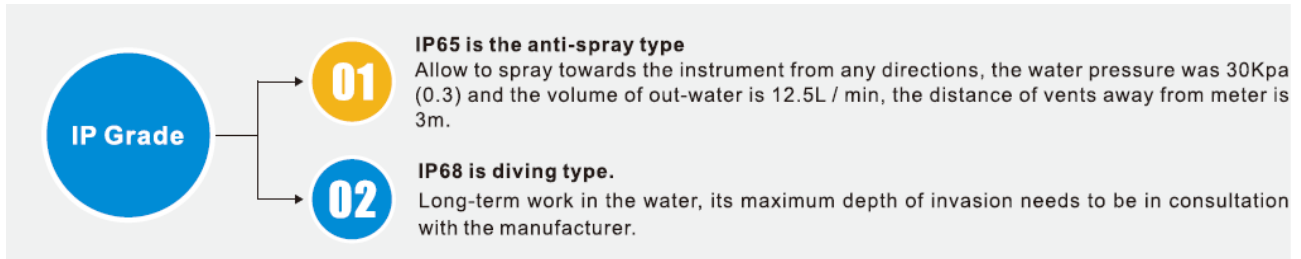 IP Grade
01
IP65 is the anti-spray type
Allow to spray towards the instrument from any directions, the water pressure was 30Kpa
(0.3) and the volume of out-water is 12.5L / min, the distance of vents away from meter is
3m.
02
IP68 is diving type.
Long-term work in the water, its maximum depth of invasion needs to be in consultation
with the manufacturer.